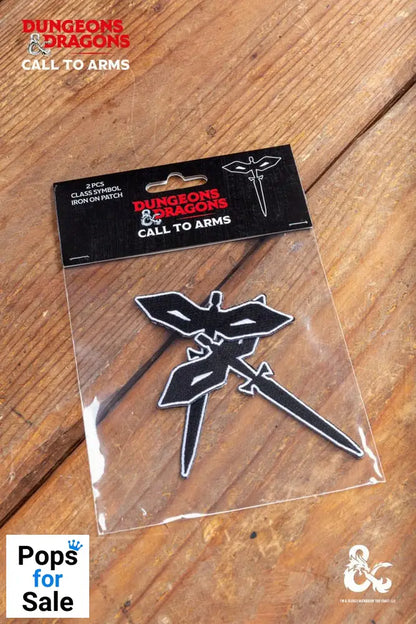 DUNGEONS
& DRAGONS
CALL TO ARMS
2 PCS
CLASS SYMBOL
IRON ON PATCH
DUNGEONS
& DRAGONS
CALL TO ARMS
Pops
for
Sale